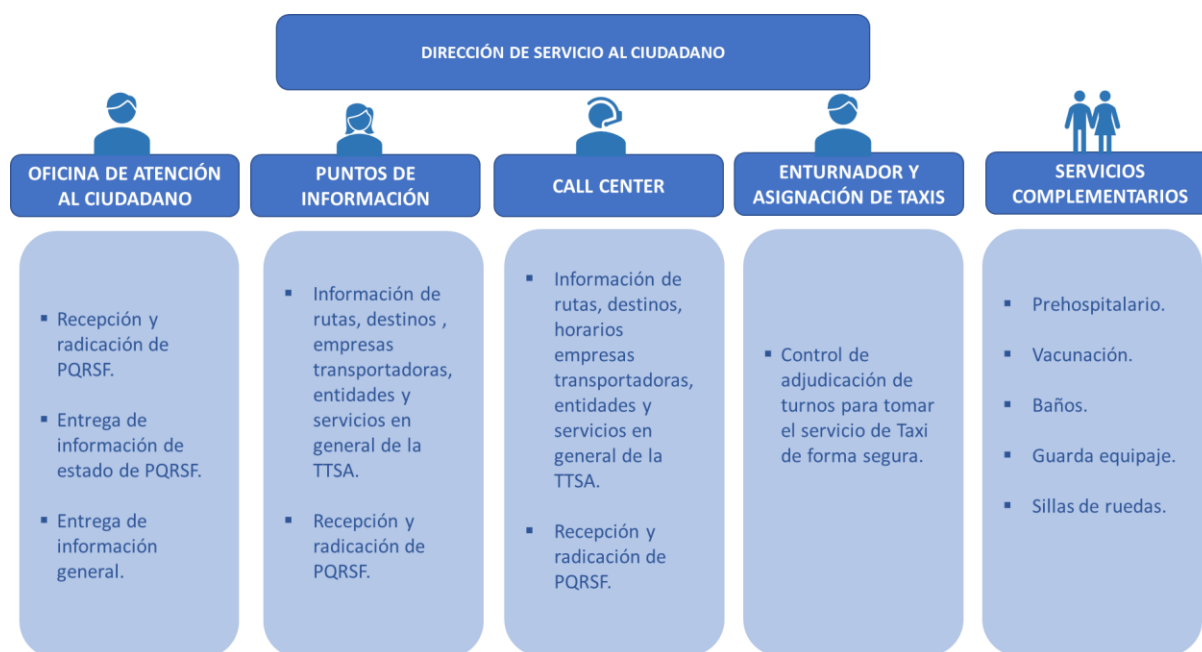 DIRECCIÓN DE SERVICIO AL CIUDADANO
OFICINA DE ATENCIÓN
AL CIUDADANO
▪ Recepción y
radicación de
PQRSF.
▪ Entrega de
información de
estado de PQRSF.
▪ Entrega de
información
general.
PUNTOS DE
INFORMACIÓN
▪ Información de
rutas, destinos ,
empresas
transportadoras,
entidades y
servicios en
general de la
TTSA.
▪ Recepción y
radicación de
PQRSF.
CALL CENTER
▪ Información de
rutas, destinos,
horarios
empresas
transportadoras,
entidades y
servicios en
general de la
TTSA.
▪ Recepción y
radicación de
PQRSF.
ENTURNADOR Y
ASIGNACIÓN DE TAXIS
▪ Control de
adjudicación de
turnos para tomar
el servicio de Taxi
de forma segura.
SERVICIOS
COMPLEMENTARIOS
▪ Prehospitalario.
▪ Vacunación.
▪ Baños.
▪ Guarda equipaje.
▪ Sillas de ruedas.